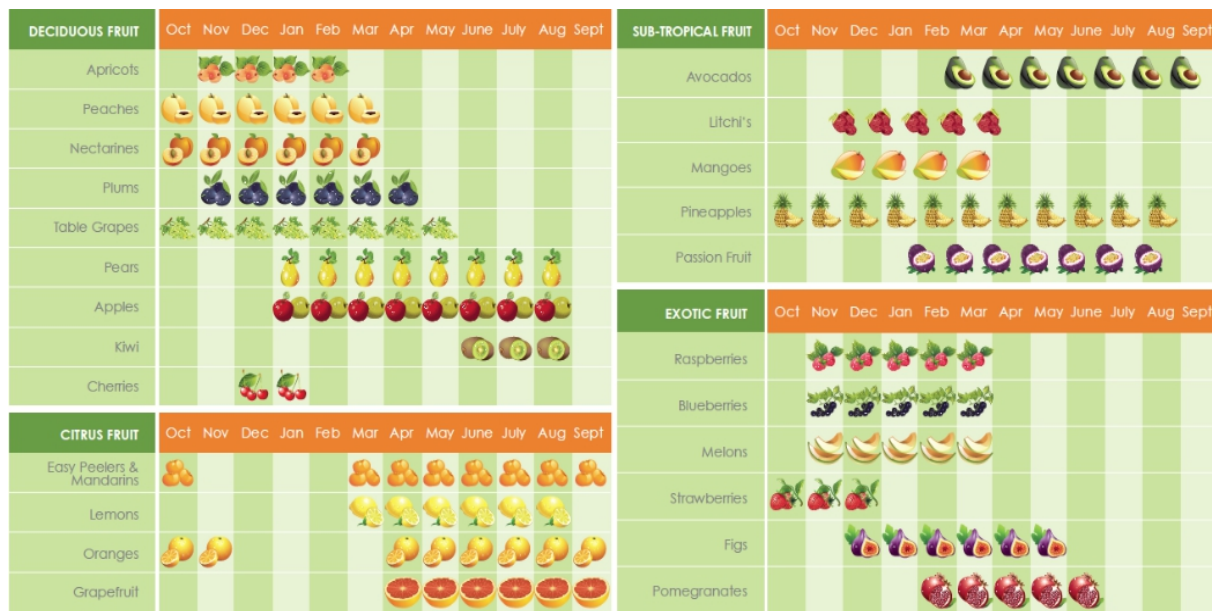 DECIDUOUS FRUIT Oct Nov Dec Jan Feb Mar Apr May June July Aug Sept
Apricots
Peaches
Nectarines
Plums
Table Grapes
Pears
Apples
Kiwi
Cherries
CITRUS FRUIT Oct Nov Dec Jan Feb Mar Apr May June July Aug Sept
Easy Peelers &
Mandarins
Lemons
Oranges
Grapefruit
SUB-TROPICAL FRUIT Oct Nov Dec Jan Feb Mar Apr May June July Aug Sept
Avocados
Litchi's
Mangoes
Pineapples
Passion Fruit
EXOTIC FRUIT Oct Nov Dec Jan Feb Mar Apr May June July Aug Sept
Raspberries
Blueberries
Melons
Strawberries
Figs
Pomegranates